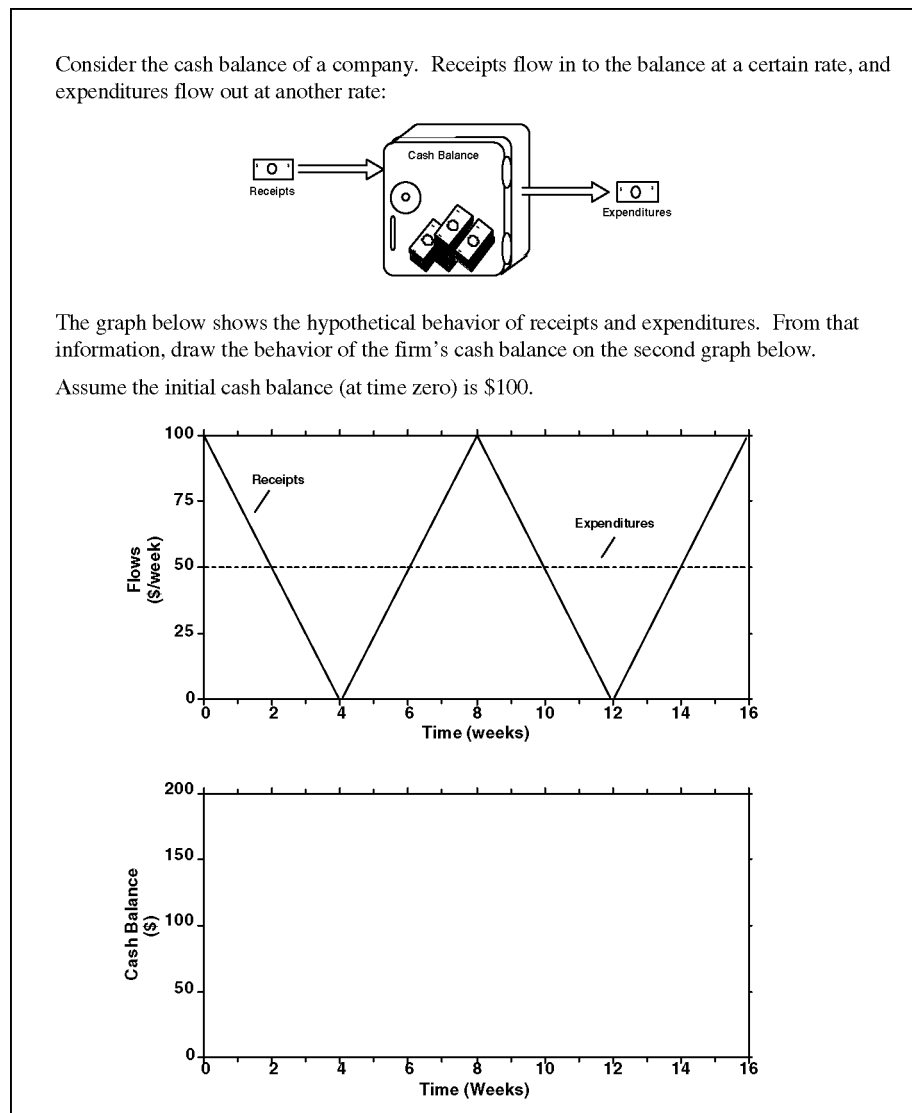 Consider the cash balance of a company. Receipts flow in to the balance at a certain rate, and
expenditures flow out at another rate:
Cash Balance
Receipts
Expenditures
The graph below shows the hypothetical behavior of receipts and expenditures. From that
information, draw the behavior of the firm's cash balance on the second graph below.
Assume the initial cash balance (at time zero) is $100.
100
75
50
25
0
Flows
($/week)
Receipts
Expenditures
0 2 4 6 8 10 12 14 16
Time (weeks)
200
150
100
50
0
Cash Balance
($)
0 2 4 6 8 10 12 14 16
Time (Weeks)